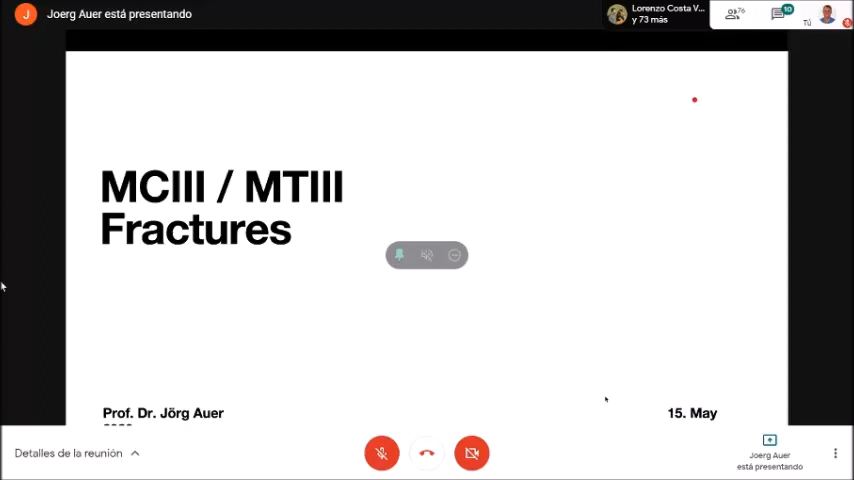 J
Joerg Auer está presentando
Lorenzo Costa V...
y 73 más
76
10
Tú
MCIII / MTIII
Fractures
Prof. Dr. Jörg Auer
15. May
Detalles de la reunión
Joerg Auer
está presentando